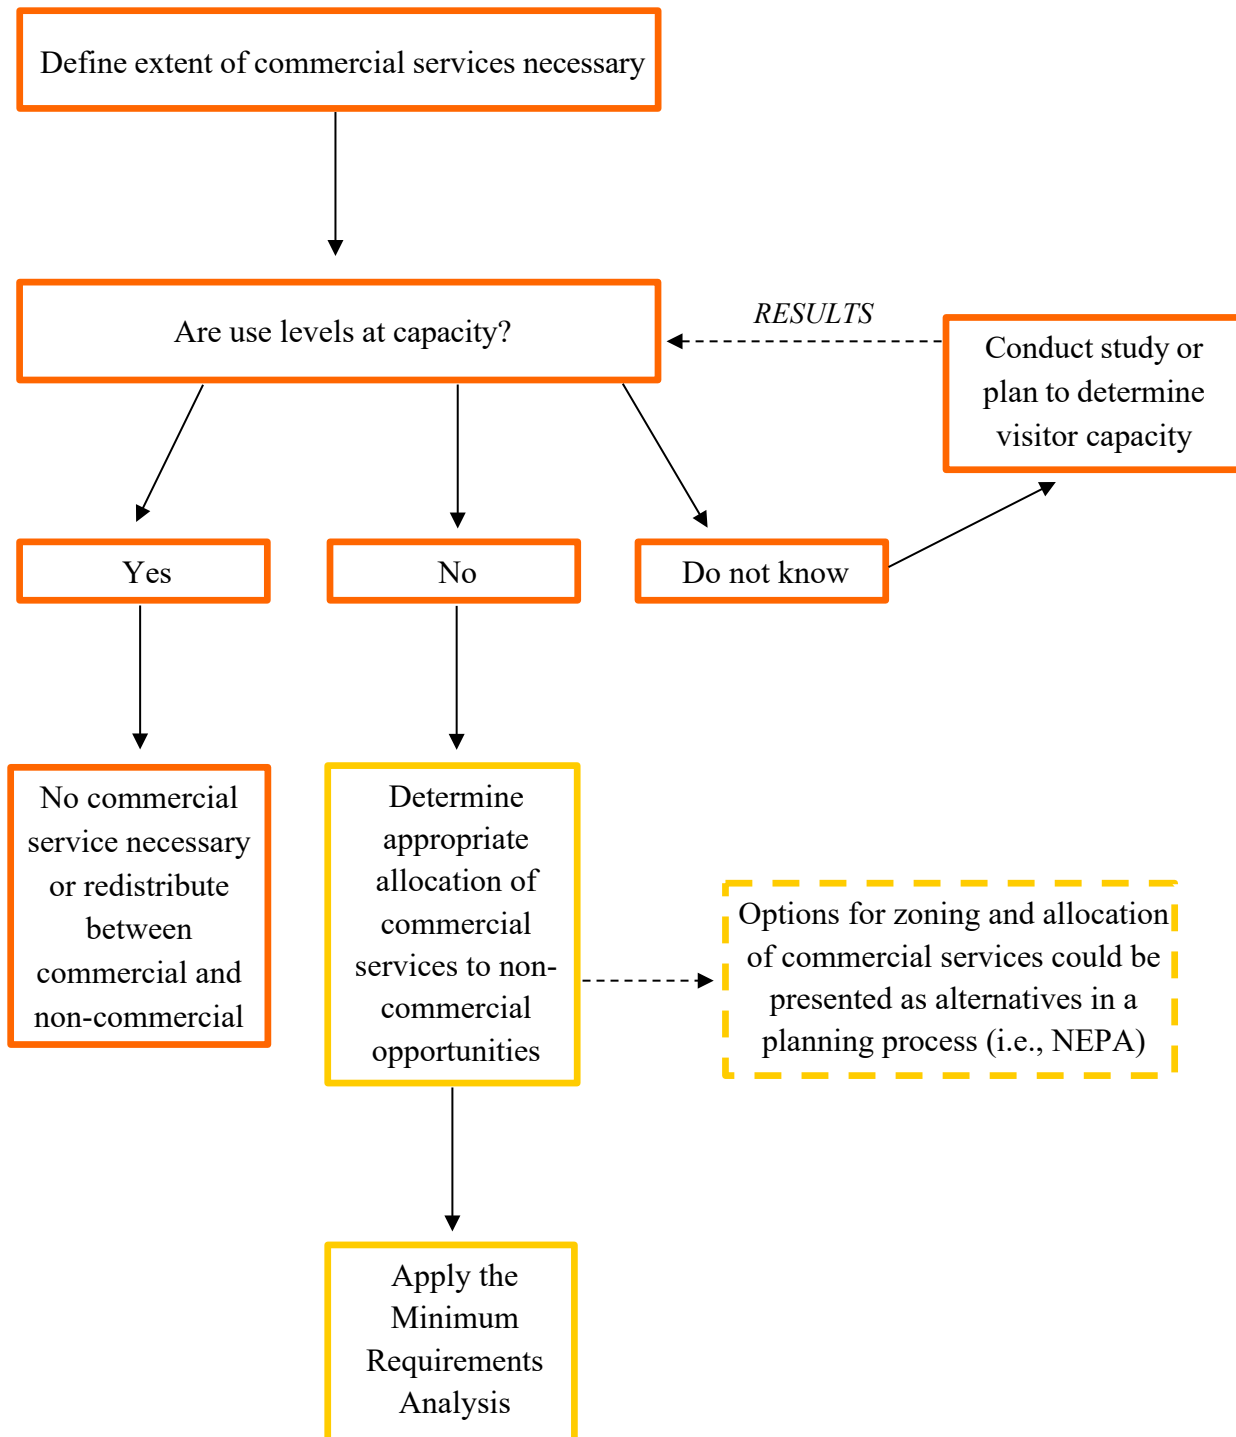 Define extent of commercial services necessary
Are use levels at capacity?
RESULTS
Conduct study or
plan to determine
visitor capacity
Yes
No
Do not know
No commercial
service necessary
or redistribute
between
commercial and
non-commercial
Determine
appropriate
allocation of
commercial
services to non-
commercial
opportunities
Options for zoning and allocation
of commercial services could be
presented as alternatives in a
planning process (i.e., NEPA)
Apply the
Minimum
Requirements
Analysis